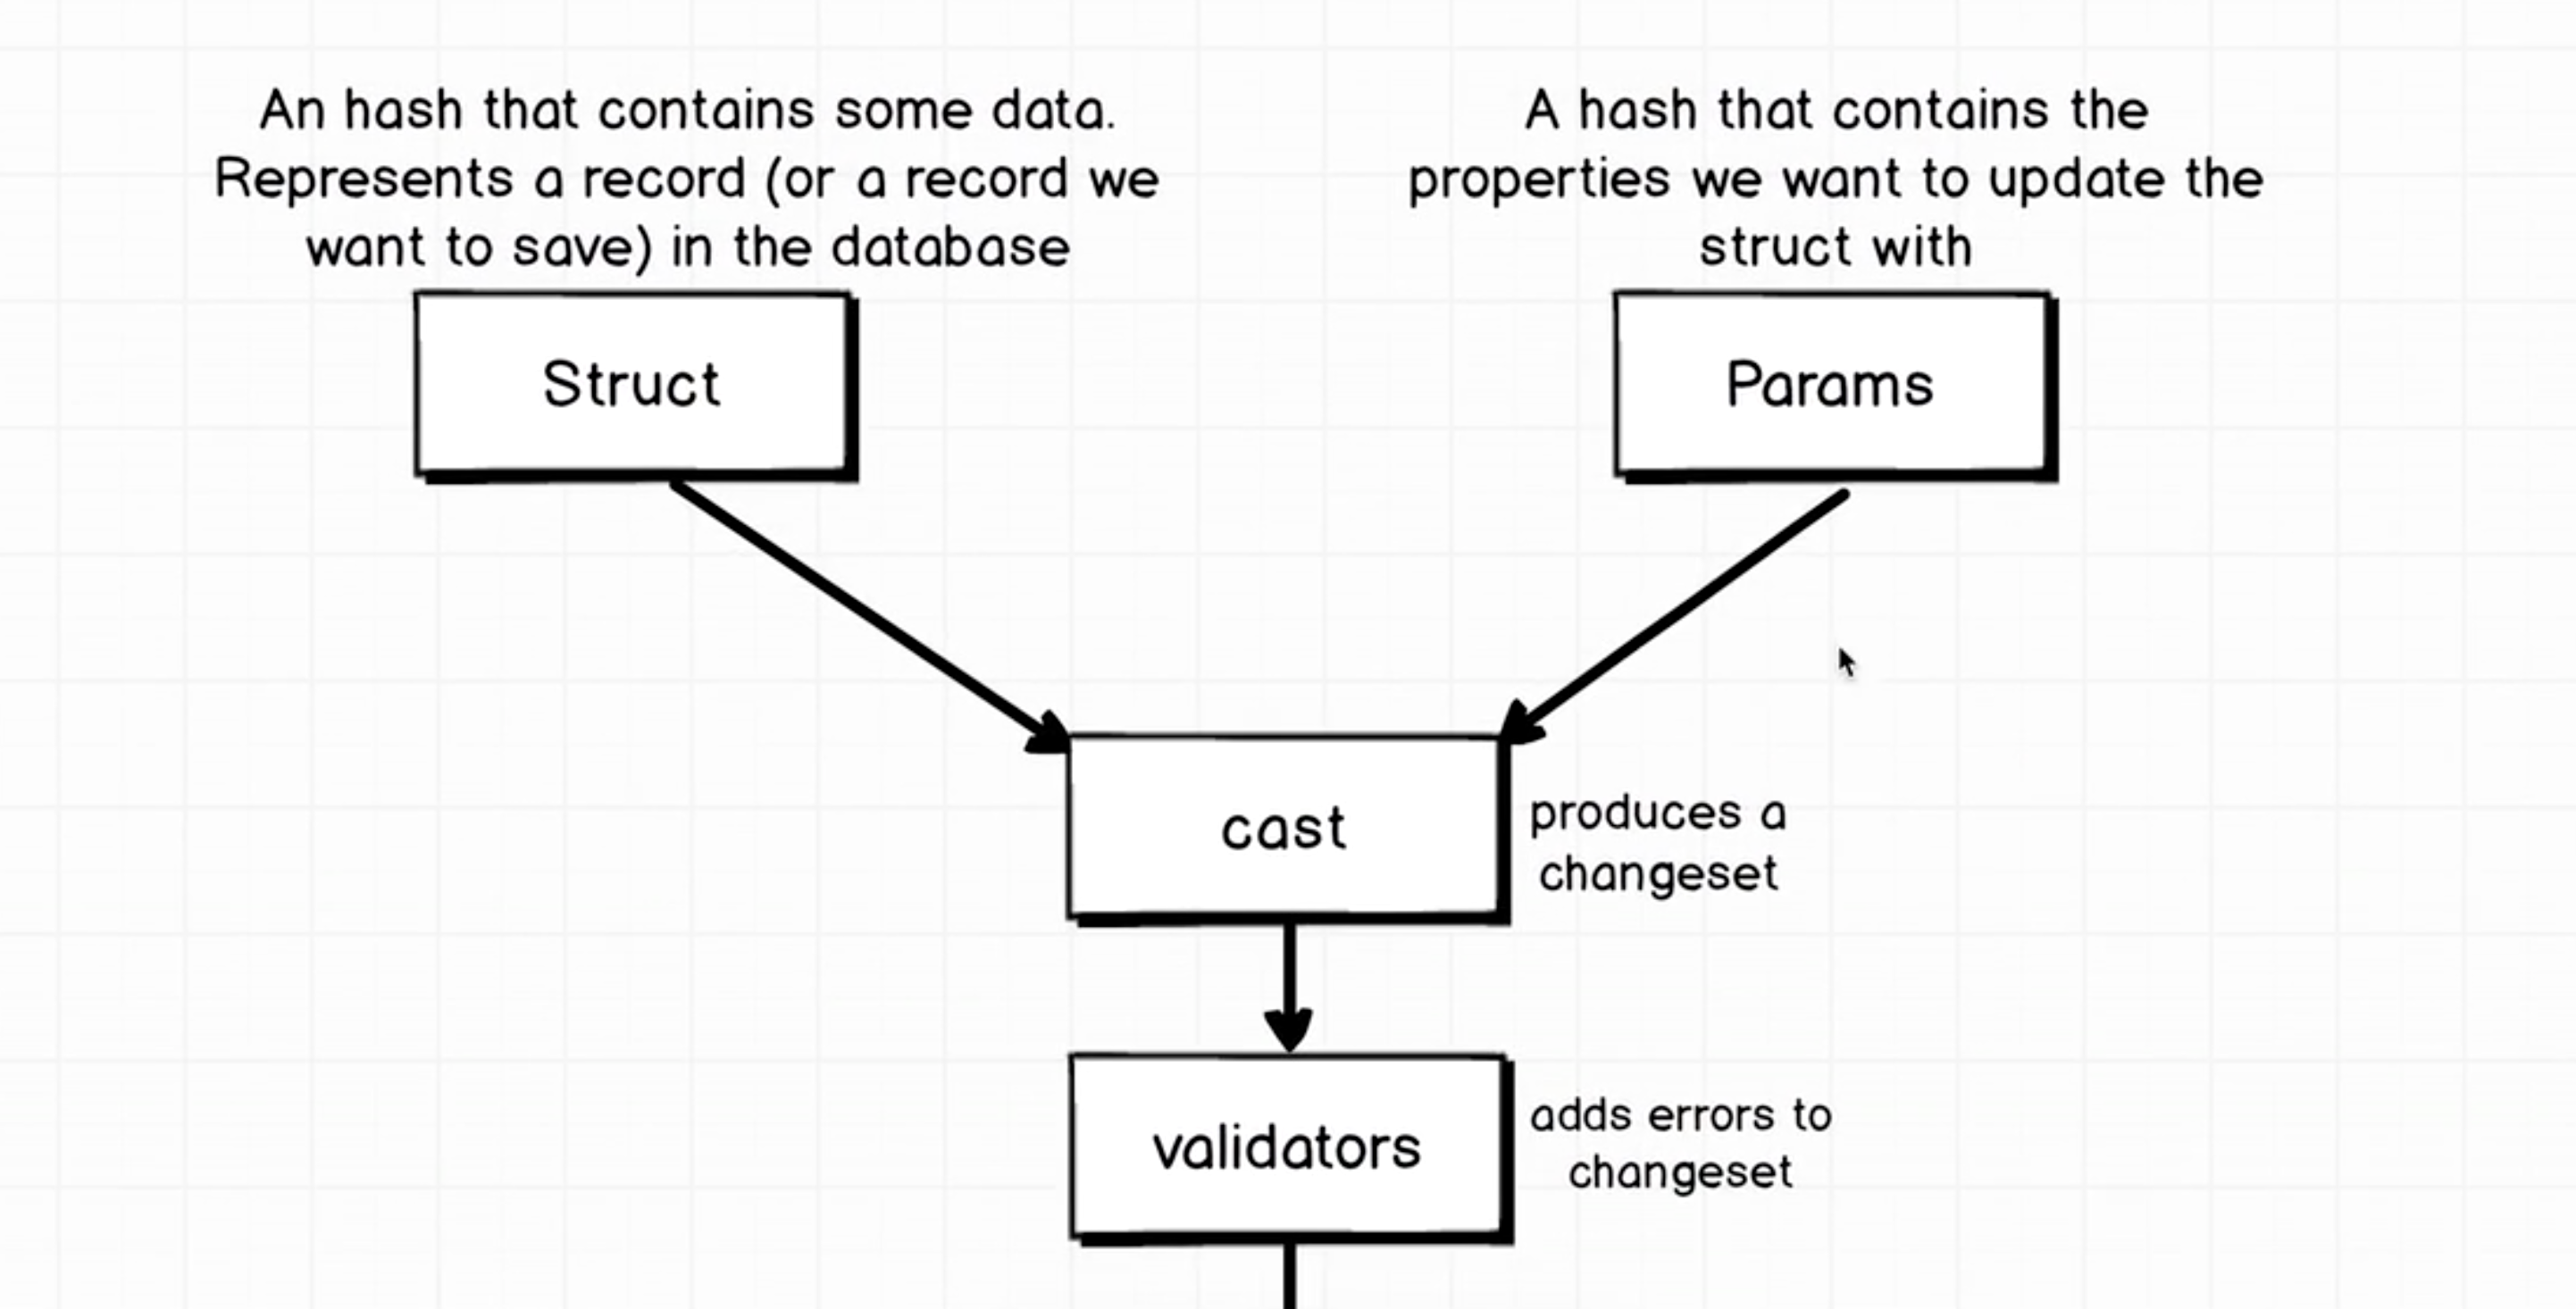 An hash that contains some data.
Represents a record (or a record we
want to save) in the database
Struct
A hash that contains the
properties we want to update the
struct with
Params
cast
produces a
changeset
validators
adds errors to
changeset